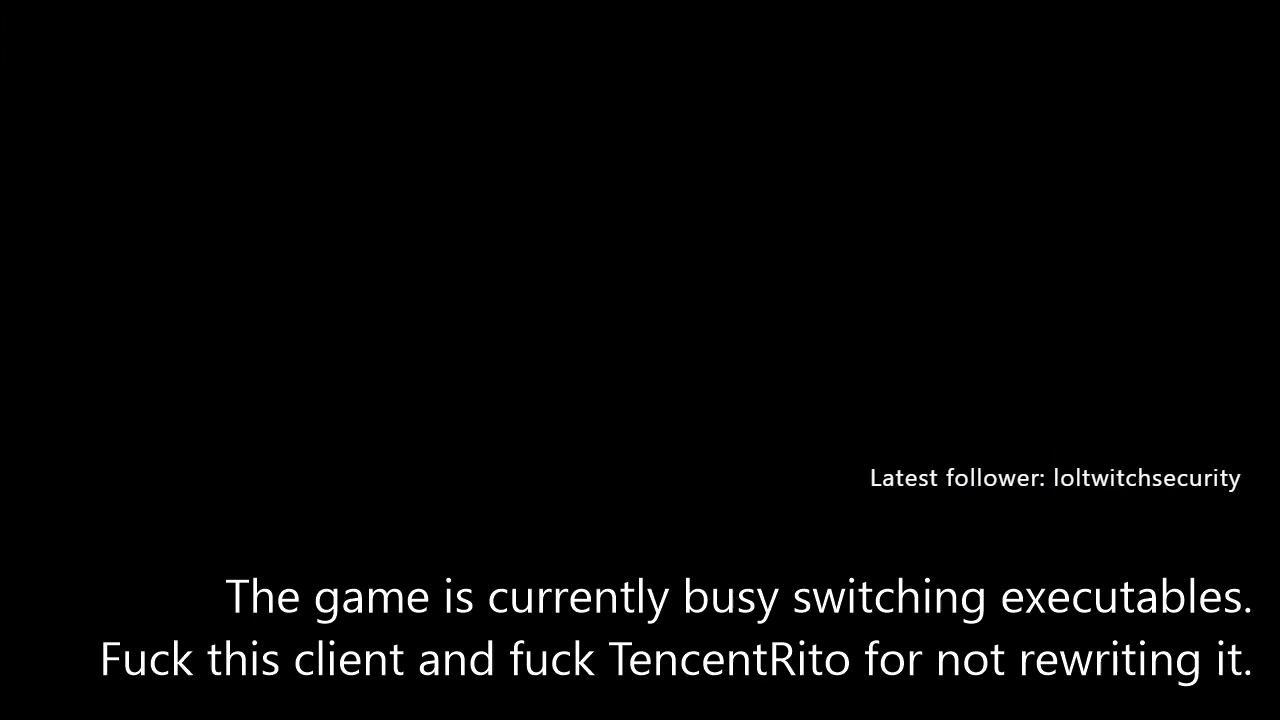 Latest follower: loltwitchsecurity
The game is currently busy switching executables.
Fuck this client and fuck TencentRito for not rewriting it.